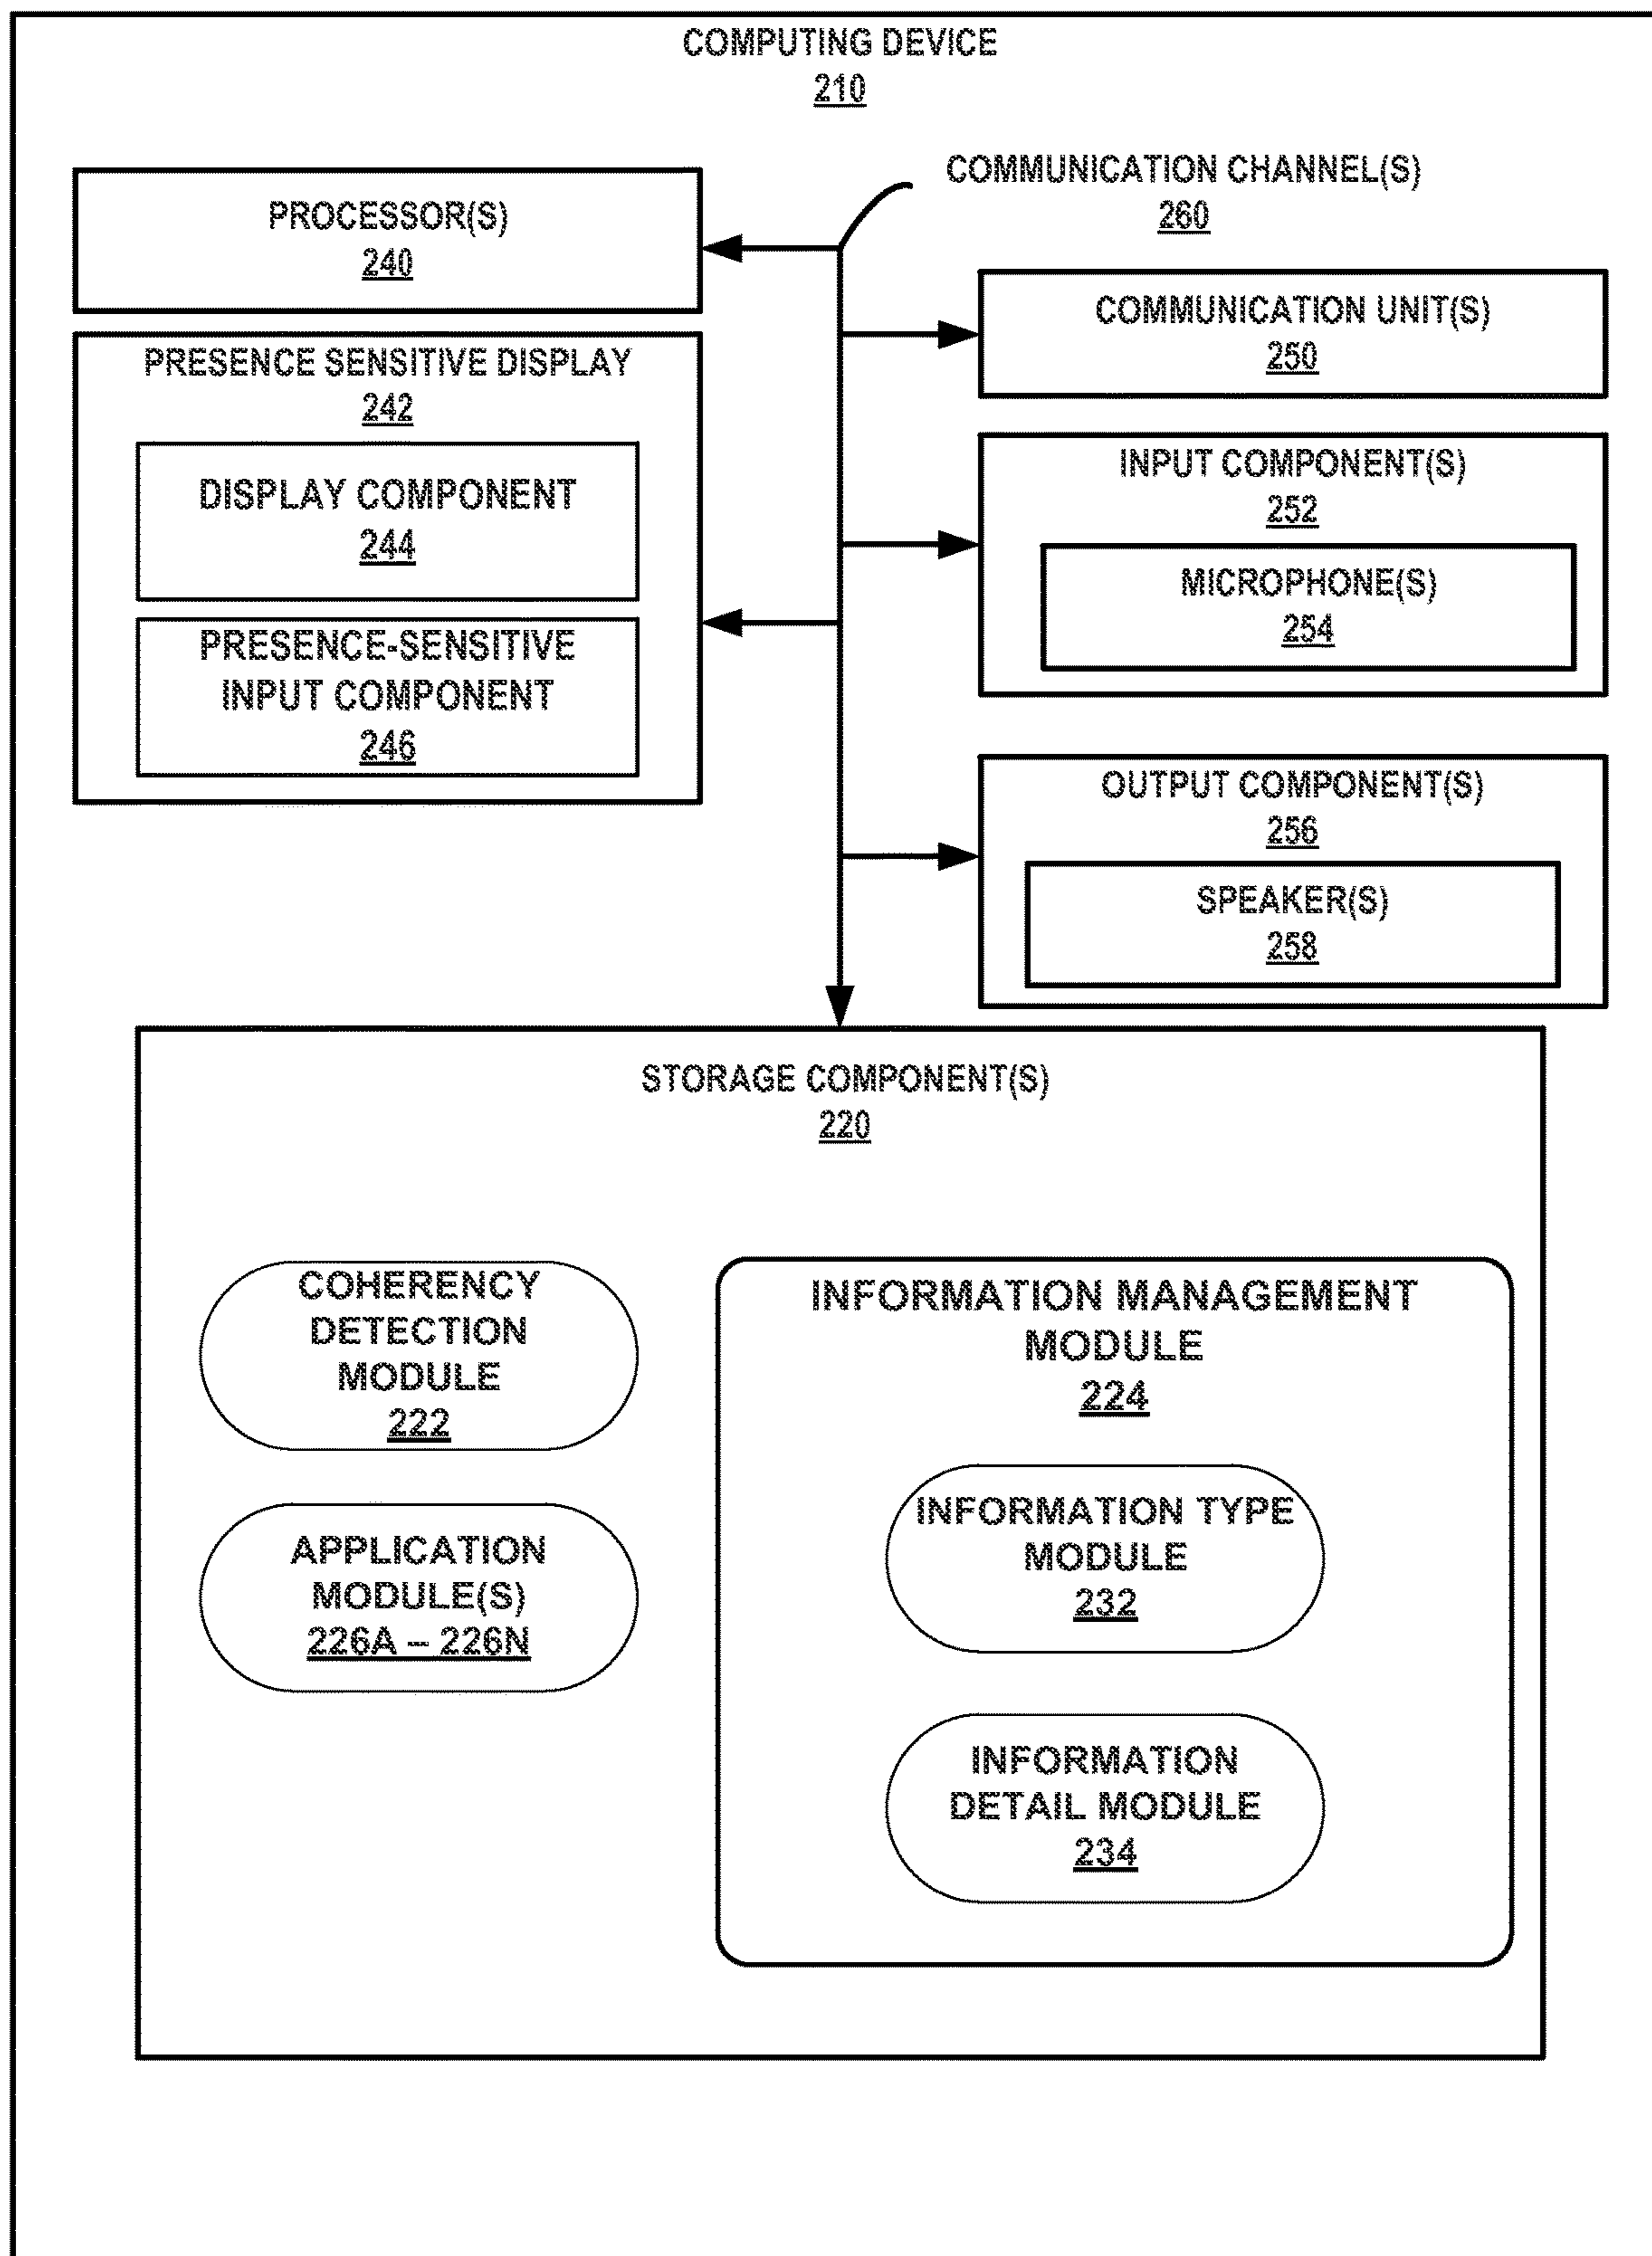 COMPUTING DEVICE
210
COMMUNICATION CHANNEL(S)
260
PROCESSOR(S)
240
COMMUNICATION UNIT(S)
250
PRESENCE SENSITIVE DISPLAY
242
DISPLAY COMPONENT
244
PRESENCE-SENSITIVE
INPUT COMPONENT
246
INPUT COMPONENT(S)
252
MICROPHONE(S)
254
OUTPUT COMPONENT(S)
256
SPEAKER(S)
258
STORAGE COMPONENT(S)
220
COHERENCY
DETECTION
MODULE
222
APPLICATION
MODULE(S)
226A – 226N
INFORMATION MANAGEMENT
MODULE
224
INFORMATION TYPE
MODULE
232
INFORMATION
DETAIL MODULE
234